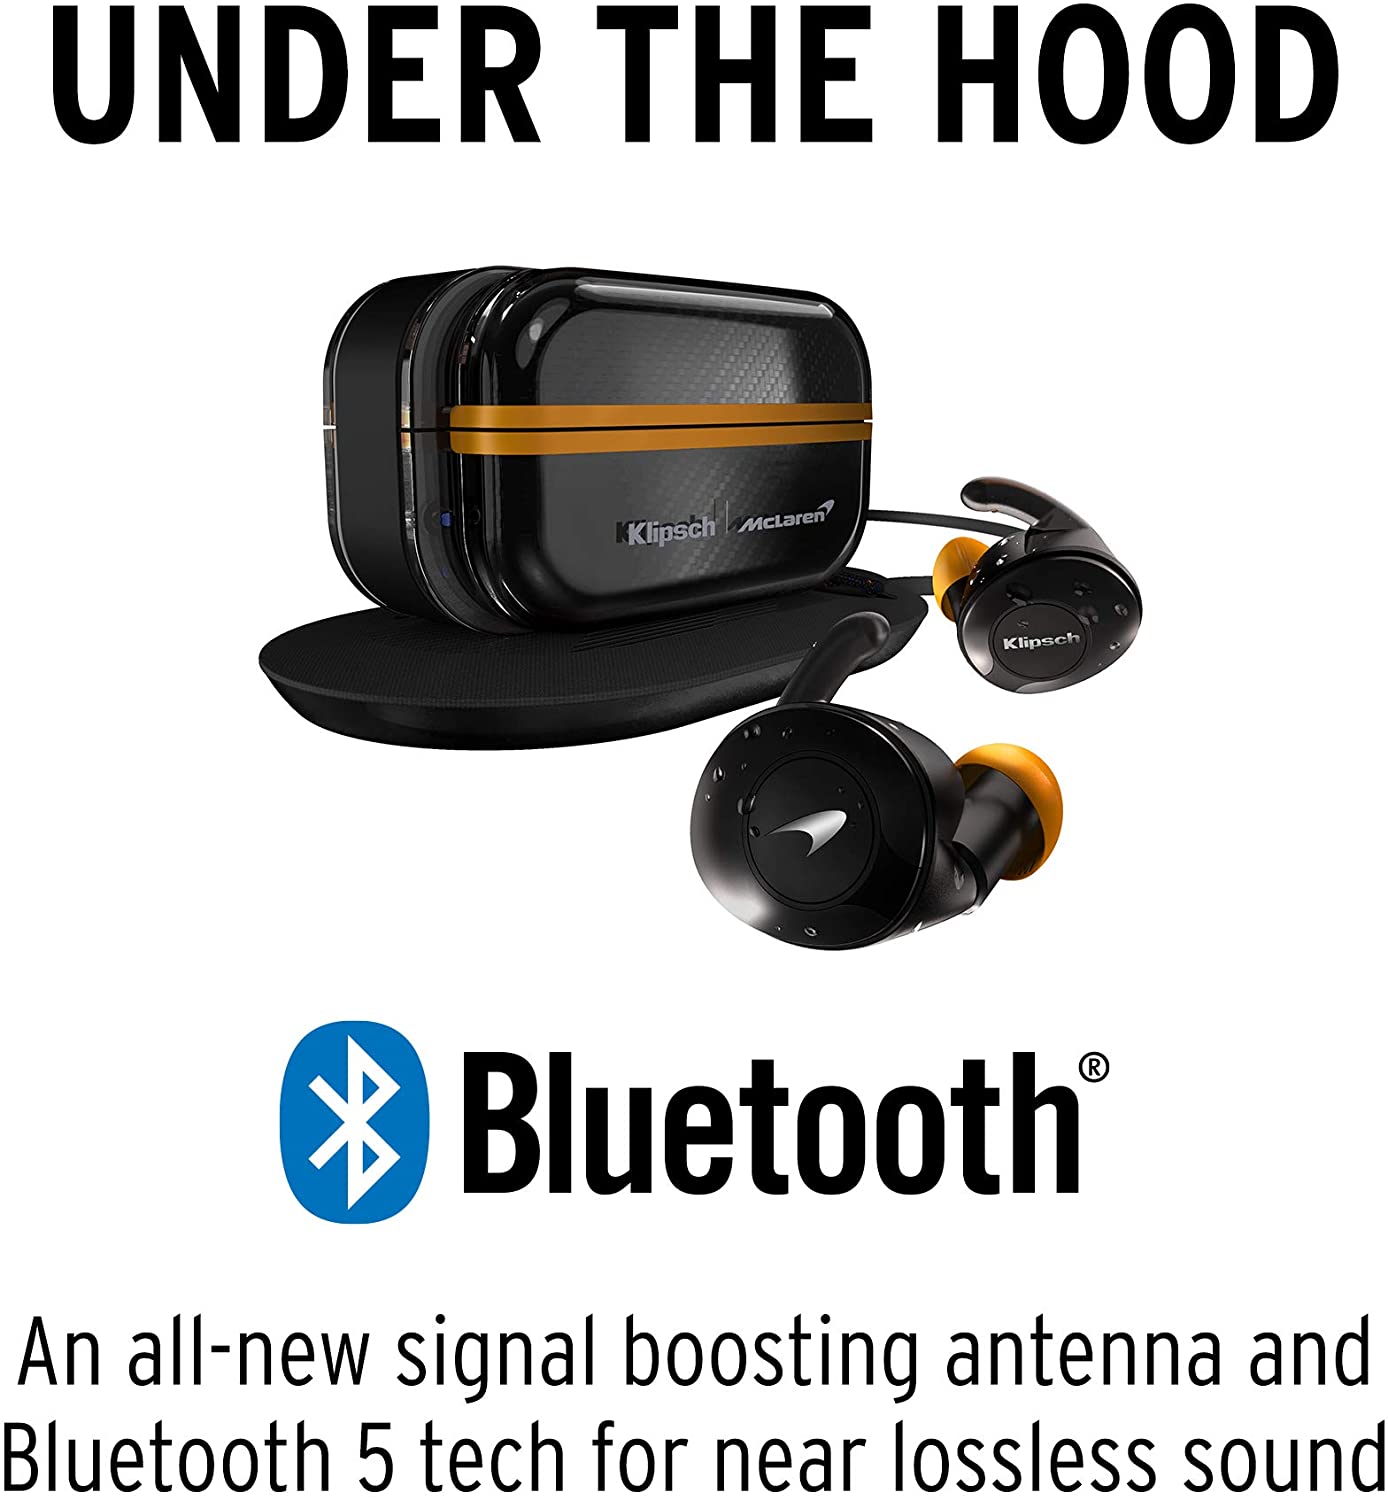 UNDER THE HOOD
Klipsch | McLaren
Klipsch
Bluetooth®
An all-new signal boosting antenna and
Bluetooth 5 tech for near lossless sound